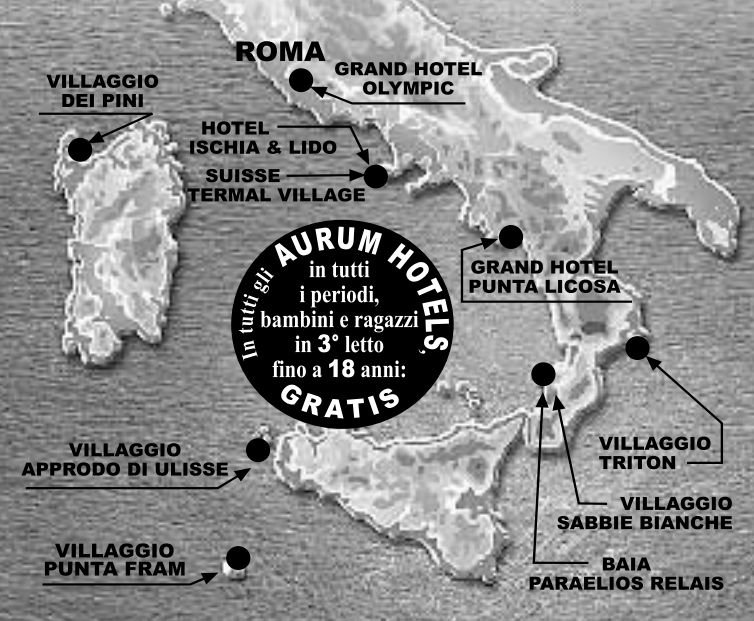 ROMA
GRAND HOTEL
OLYMPIC
VILLAGGIO
DEI PINI
HOTEL
ISCHIA & LIDO
SUISSE
TERMAL VILLAGE
In tutti gli AURUM HOTELS,
in tutti
i periodi,
bambini e ragazzi
in 3° letto
fino a 18 anni:
GRATIS
GRAND HOTEL
PUNTA LICOSA
VILLAGGIO
TRITON
VILLAGGIO
APPRODO DI ULISSE
VILLAGGIO
SABBIE BIANCHE
VILLAGGIO
PUNTA FRAM
BAIA
PARAELIOS RELAIS